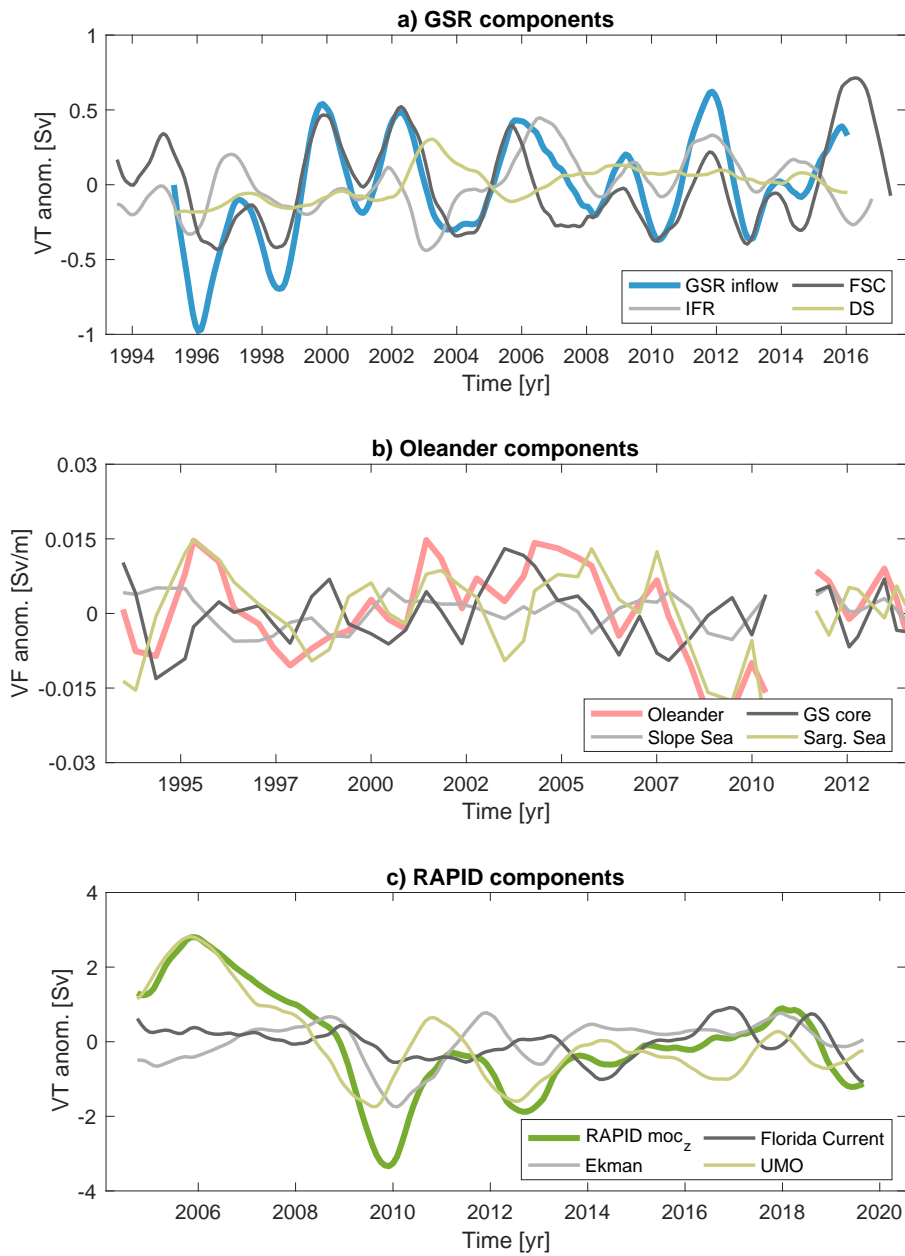 a) GSR components
VT anom. [Sv]
1
0.5
0
-0.5
-1
GSR inflow FSC
IFR DS
1994 1996 1998 2000 2002 2004 2006 2008 2010 2012 2014 2016
Time [yr]
b) Oleander components
VF anom. [Sv/m]
0.03
0.015
0
-0.015
-0.03
Oleander GS core
Slope Sea Sarg. Sea
1995 1997 2000 2002 2005 2007 2010 2012
Time [yr]
c) RAPID components
VT anom. [Sv]
4
2
0
-2
-4
RAPID moc_z Florida Current
Ekman UMO
2006 2008 2010 2012 2014 2016 2018 2020
Time [yr]